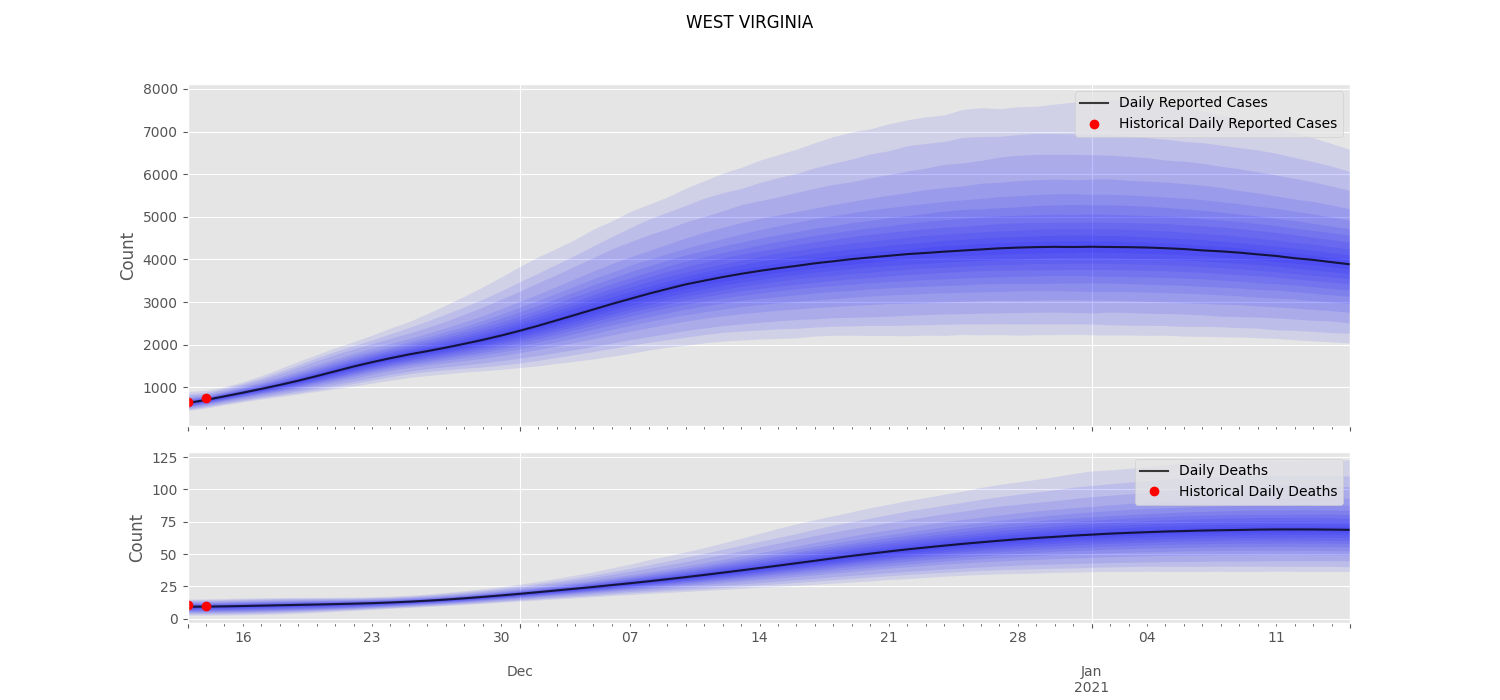 WEST VIRGINIA
8000
7000
6000
5000
4000
3000
2000
1000
Count
Daily Reported Cases
Historical Daily Reported Cases
125
100
75
50
25
0
Count
Daily Deaths
Historical Daily Deaths
16 23 30 07 14 21 28 04 11
Dec Jan
2021